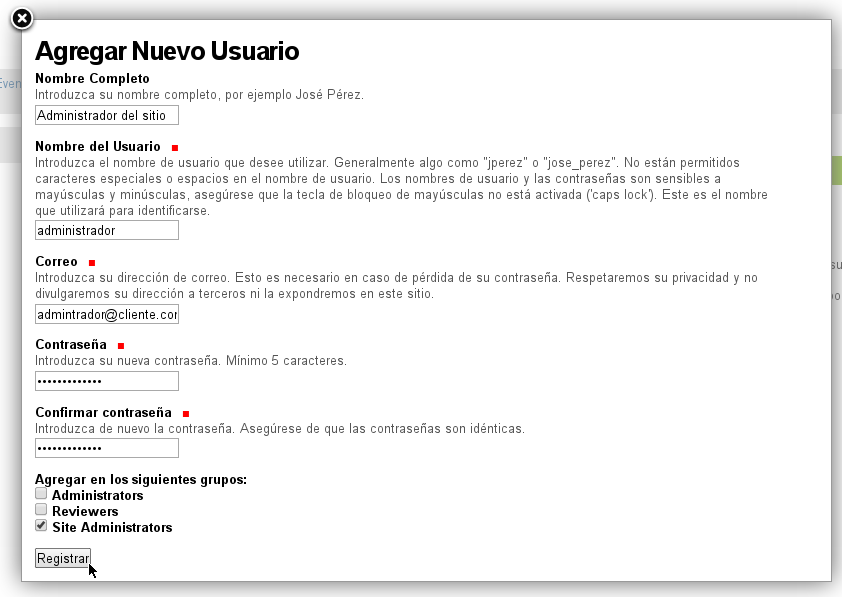 Agregar Nuevo Usuario
Nombre Completo
Introduzca su nombre completo, por ejemplo José Pérez.
Administrador del sitio
Nombre del Usuario
Introduzca el nombre de usuario que desee utilizar. Generalmente algo como "jperez" o "jose_perez". No están permitidos
caracteres especiales o espacios en el nombre de usuario. Los nombres de usuario y las contraseñas son sensibles a
mayúsculas y minúsculas, asegúrese que la tecla de bloqueo de mayúsculas no está activada ('caps lock'). Este es el nombre
que utilizará para identificarse.
administrador
Correo
Introduzca su dirección de correo. Esto es necesario en caso de pérdida de su contraseña. Respetaremos su privacidad y no
divulgaremos su dirección a terceros ni la expondremos en este sitio.
admintrador@cliente.cor
Contraseña
Introduzca su nueva contraseña. Mínimo 5 caracteres.
•••••••••••••
Confirmar contraseña
Introduzca de nuevo la contraseña. Asegúrese de que las contraseñas son idénticas.
•••••••••••••
Agregar en los siguientes grupos:
Administrators
Reviewers
Site Administrators
Registrar